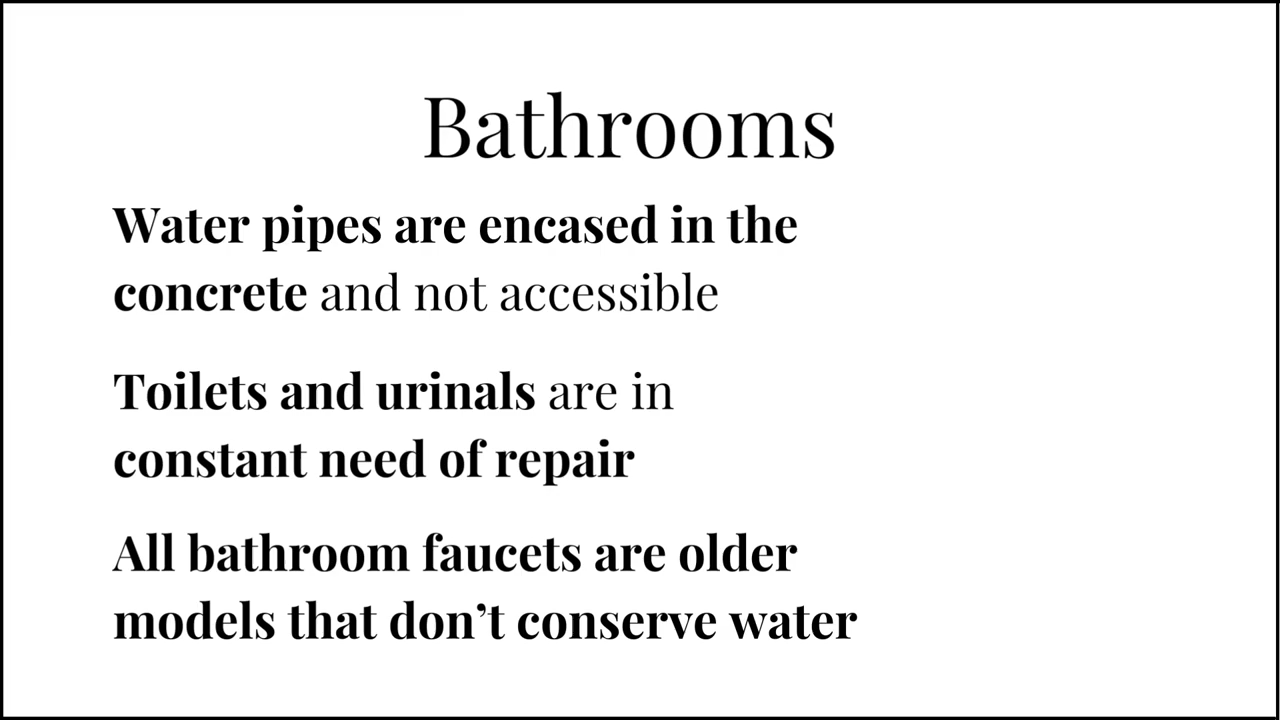 Bathrooms
Water pipes are encased in the
concrete and not accessible
Toilets and urinals are in
constant need of repair
All bathroom faucets are older
models that don’t conserve water